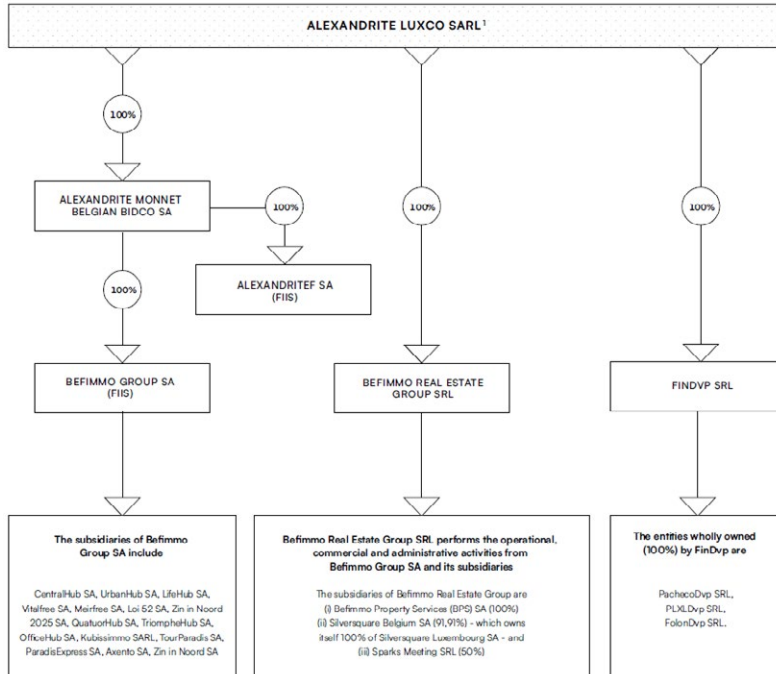 ALEXANDRITE LUXCO SARL¹
100%
ALEXANDRITE MONNET
BELGIAN BIDCO SA
100%
100%
100%
ALEXANDRITEF SA
(FIIS)
100%
BEFIMMO GROUP SA
(FIIS)
BEFIMMO REAL ESTATE
GROUP SRL
FINDVP SRL
The subsidiaries of Befimmo
Group SA include
CentralHub SA, UrbanHub SA, LifeHub SA,
Vitalfree SA, Meirfree SA, Loi 52 SA, Zin in Noord
2025 SA, QuatuorHub SA, TriompheHub SA,
OfficeHub SA, Kubissimmo SARL, TourParadis SA,
ParadisExpress SA, Axento SA, Zin in Noord SA
Befimmo Real Estate Group SRL performs the operational,
commercial and administrative activities from
Befimmo Group SA and its subsidiaries
The subsidiaries of Befimmo Real Estate Group are
(i) Befimmo Property Services (BPS) SA (100%)
(ii) Silversquare Belgium SA (91,91%) - which owns
itself 100% of Silversquare Luxembourg SA - and
(iii) Sparks Meeting SRL (50%)
The entities wholly owned
(100%) by FinDvp are
PachecoDvp SRL,
PLXLDvp SRL,
FolonDvp SRL.